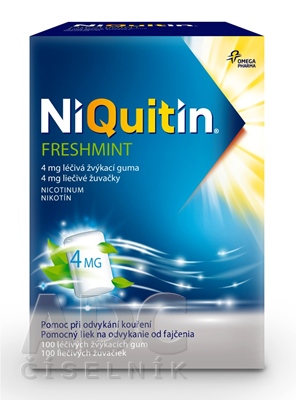 OMEGA
PHARMA
NiQuitin®
FRESHMINT
4 mg léčivá žvýkací guma
4 mg liečivé žuvačky
NICOTINUM
NIKOTÍN
4 MG
Pomoc při odvykání kouření
Pomocný liek na odvykanie od fajčenia
100 léčivých žvýkacích gum
100 liečivých žuvačiek
ADC
ČÍSELNÍK